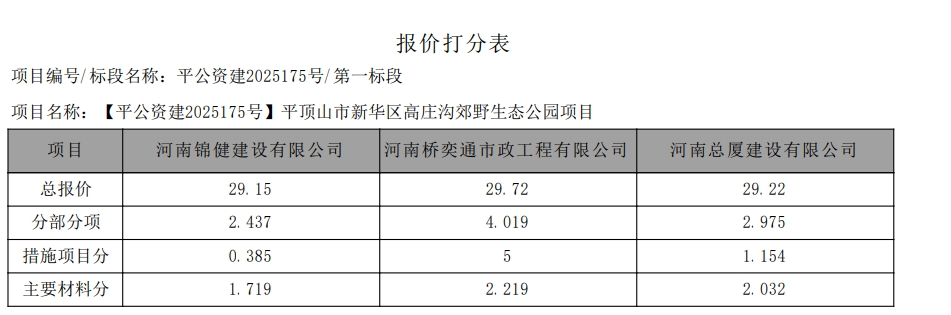 报价打分表
项目编号/标段名称：平公资建2025175号/第一标段
项目名称：【平公资建2025175号】平顶山市新华区高庄沟郊野生态公园项目
项目 河南锦健建设有限公司 河南桥奕通市政工程有限公司 河南总厦建设有限公司
总报价 29.15 29.72 29.22
分部分项 2.437 4.019 2.975
措施项目分 0.385 5 1.154
主要材料分 1.719 2.219 2.032